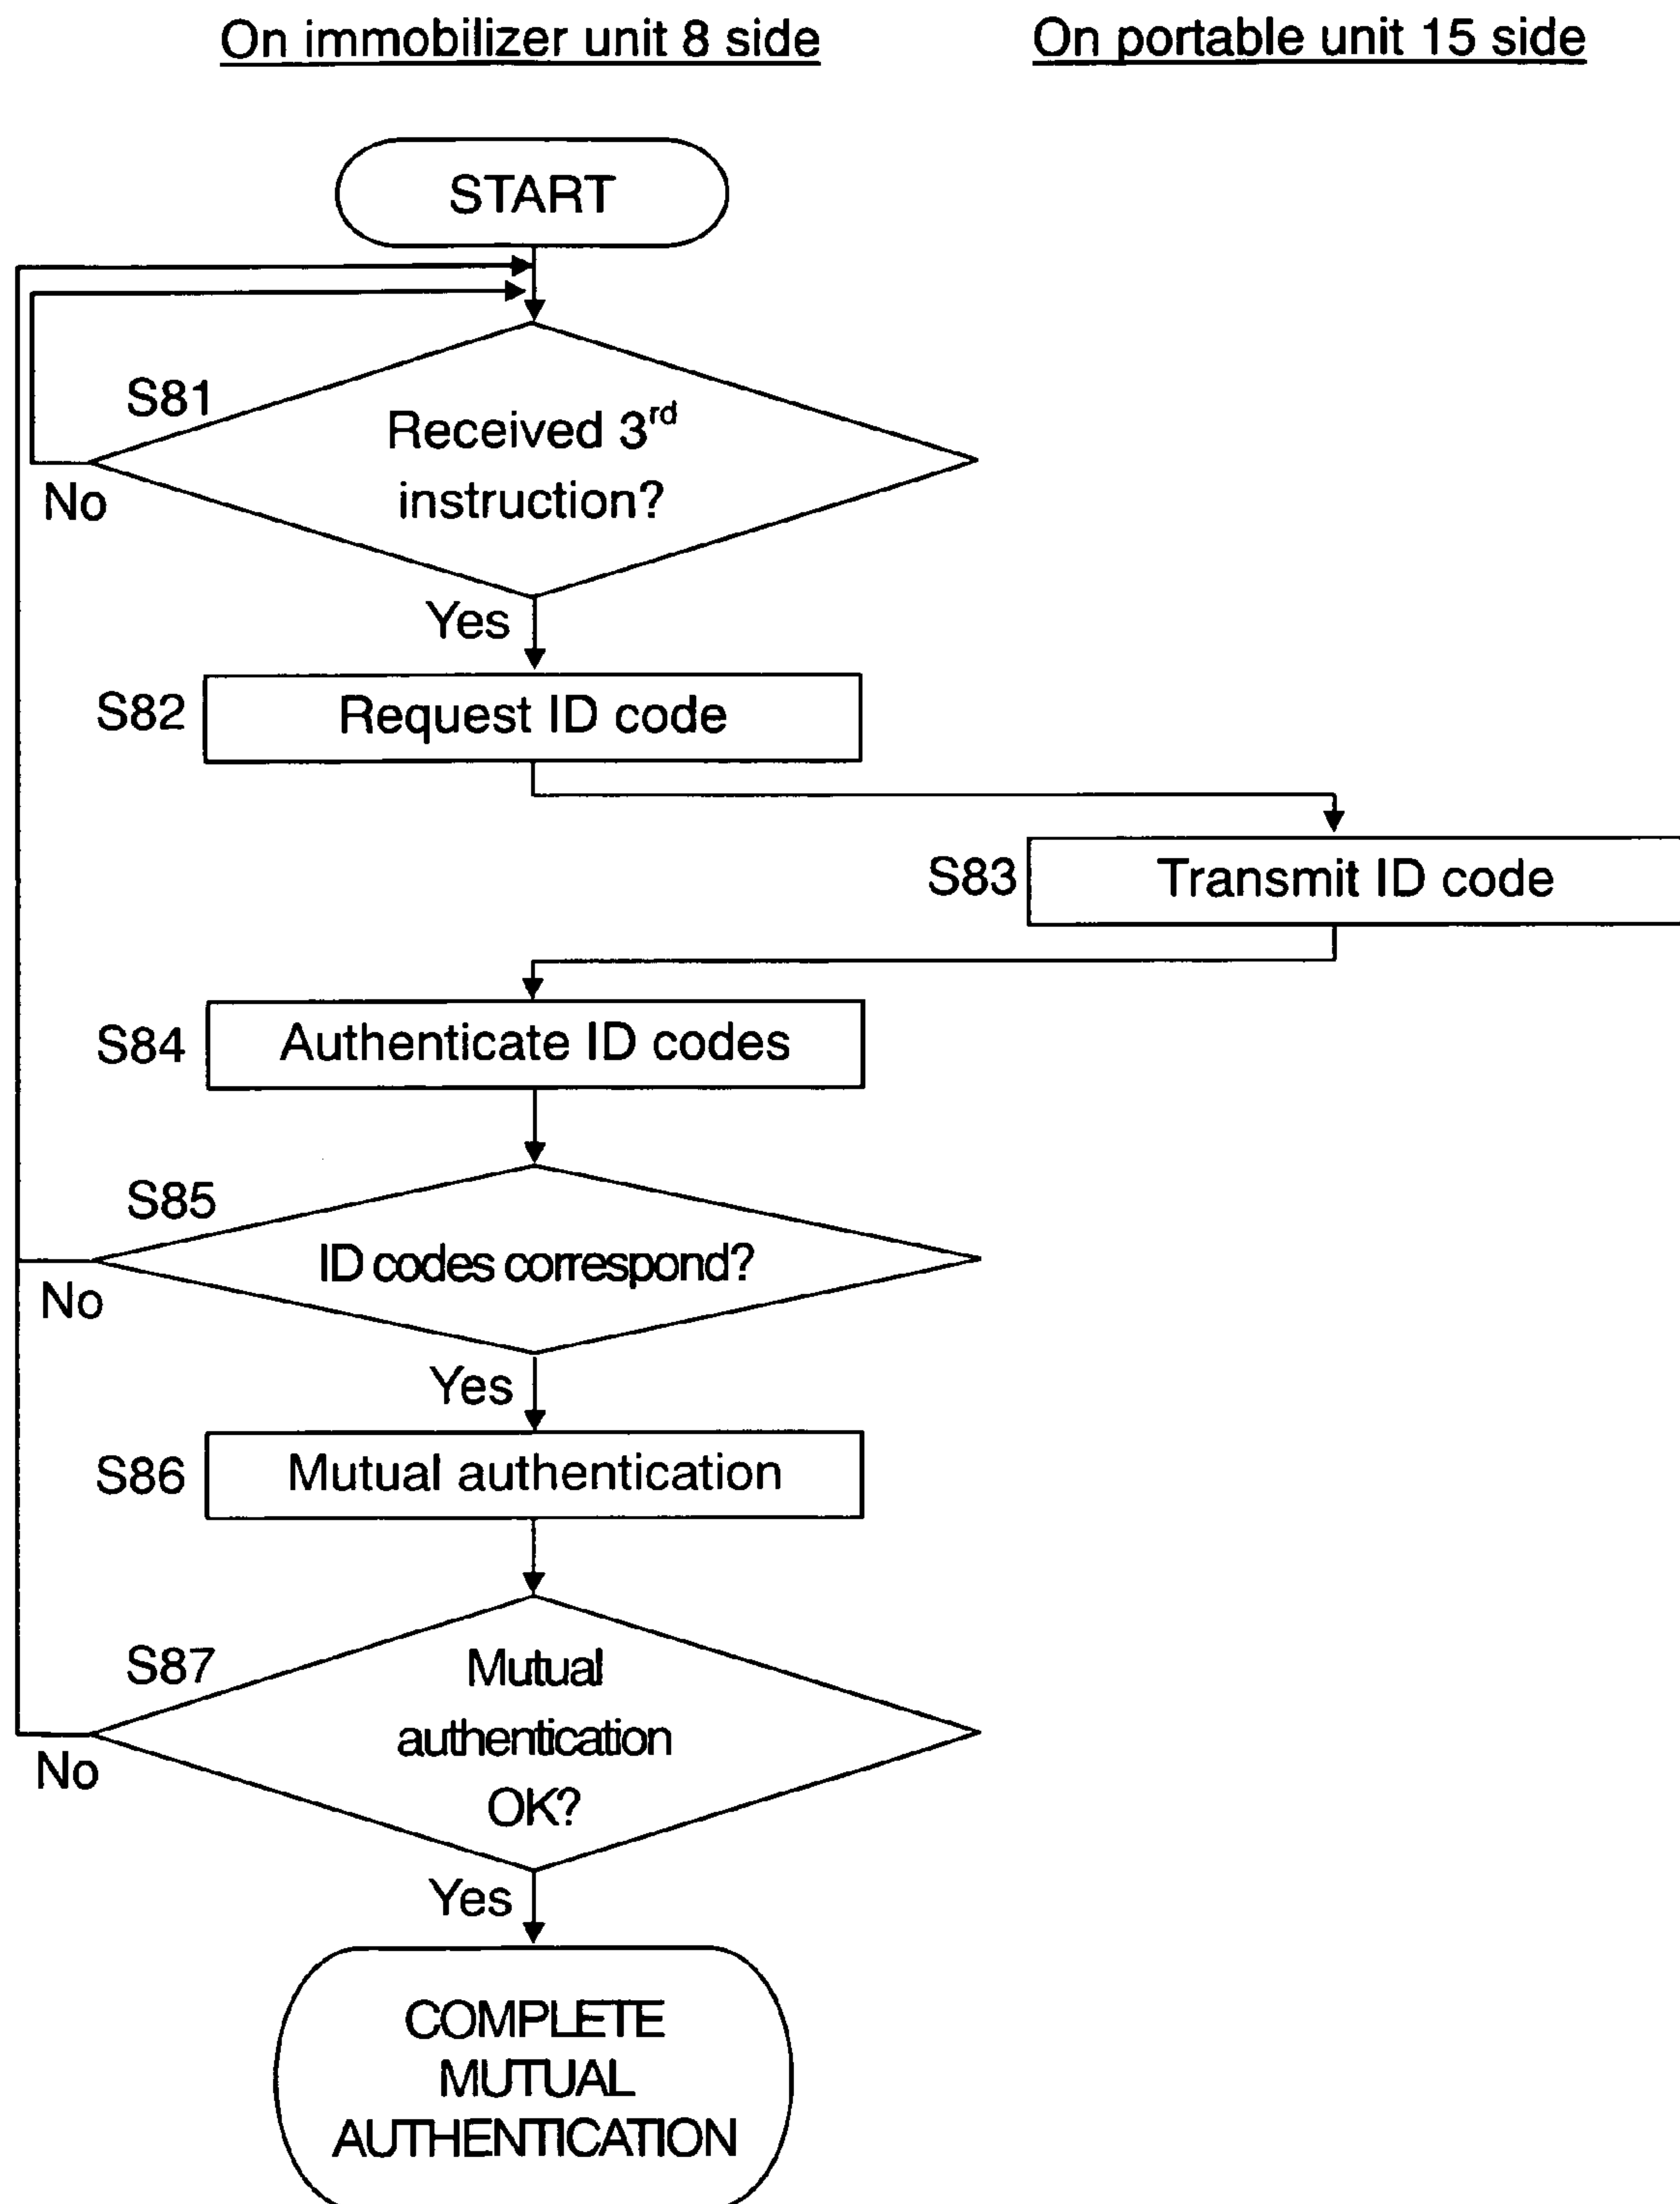 On immobilizer unit 8 side
On portable unit 15 side
START
S81
Received 3rd
instruction?
No
Yes
S82
Request ID code
S83
Transmit ID code
S84
Authenticate ID codes
S85
ID codes correspond?
No
Yes
S86
Mutual authentication
S87
Mutual
authentication
OK?
No
Yes
COMPLETE
MUTUAL
AUTHENTICATION